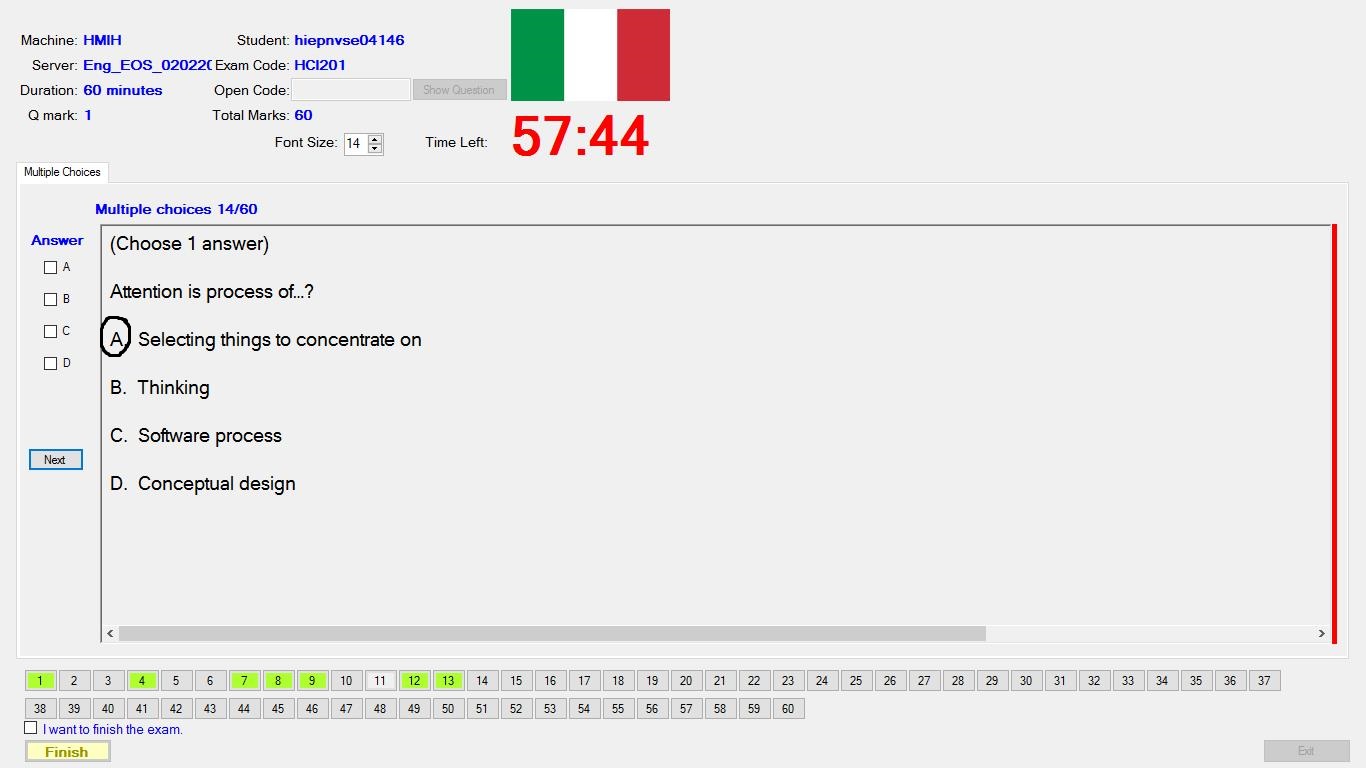 Machine: HMIH Student: hiepnvse04146
Server: Eng_EOS_02022 Exam Code: HCI201
Duration: 60 minutes Open Code: Show Question
Q mark: 1 Total Marks: 60
Font Size: 14 Time Left: 57:44
Multiple Choices
Multiple choices 14/60
Answer
A
B
C
D
Next
(Choose 1 answer)
Attention is process of...?
A. Selecting things to concentrate on
B. Thinking
C. Software process
D. Conceptual design
1 2 3 4 5 6 7 8 9 10 11 12 13 14 15 16 17 18 19 20 21 22 23 24 25 26 27 28 29 30 31 32 33 34 35 36 37
38 39 40 41 42 43 44 45 46 47 48 49 50 51 52 53 54 55 56 57 58 59 60
I want to finish the exam.
Finish Exit